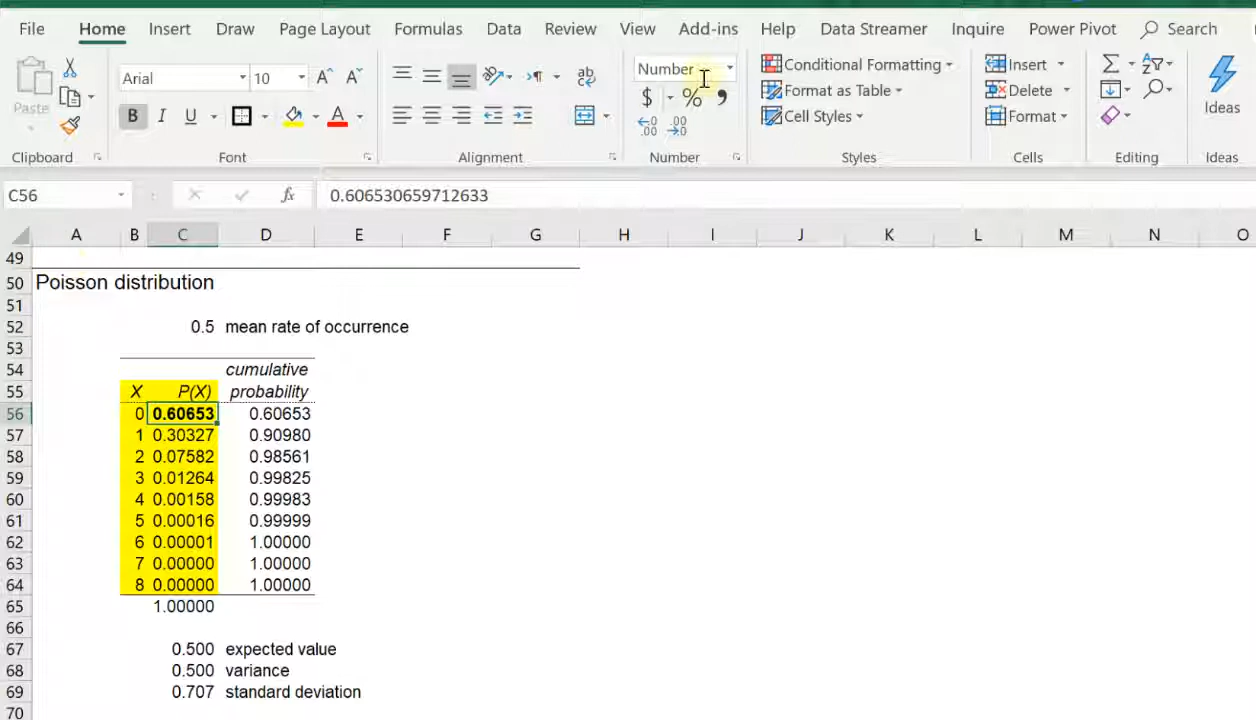 File Home Insert Draw Page Layout Formulas Data Review View Add-ins Help Data Streamer Inquire Power Pivot Search
Paste
Arial 10 A A
B I U A
¶ ab
Number
$ % ,
.00 .00
Conditional Formatting
Format as Table
Cell Styles
Insert
Delete
Format
Ideas
Clipboard Font Alignment Number Styles Cells Editing Ideas
C56 fx 0.606530659712633
A B C D E F G H I J K L M N O
49
50 Poisson distribution
51
52 0.5 mean rate of occurrence
53
54 cumulative
55 X P(X) probability
56 0 0.60653 0.60653
57 1 0.30327 0.90980
58 2 0.07582 0.98561
59 3 0.01264 0.99825
60 4 0.00158 0.99983
61 5 0.00016 0.99999
62 6 0.00001 1.00000
63 7 0.00000 1.00000
64 8 0.00000 1.00000
65 1.00000
66
67 0.500 expected value
68 0.500 variance
69 0.707 standard deviation
70